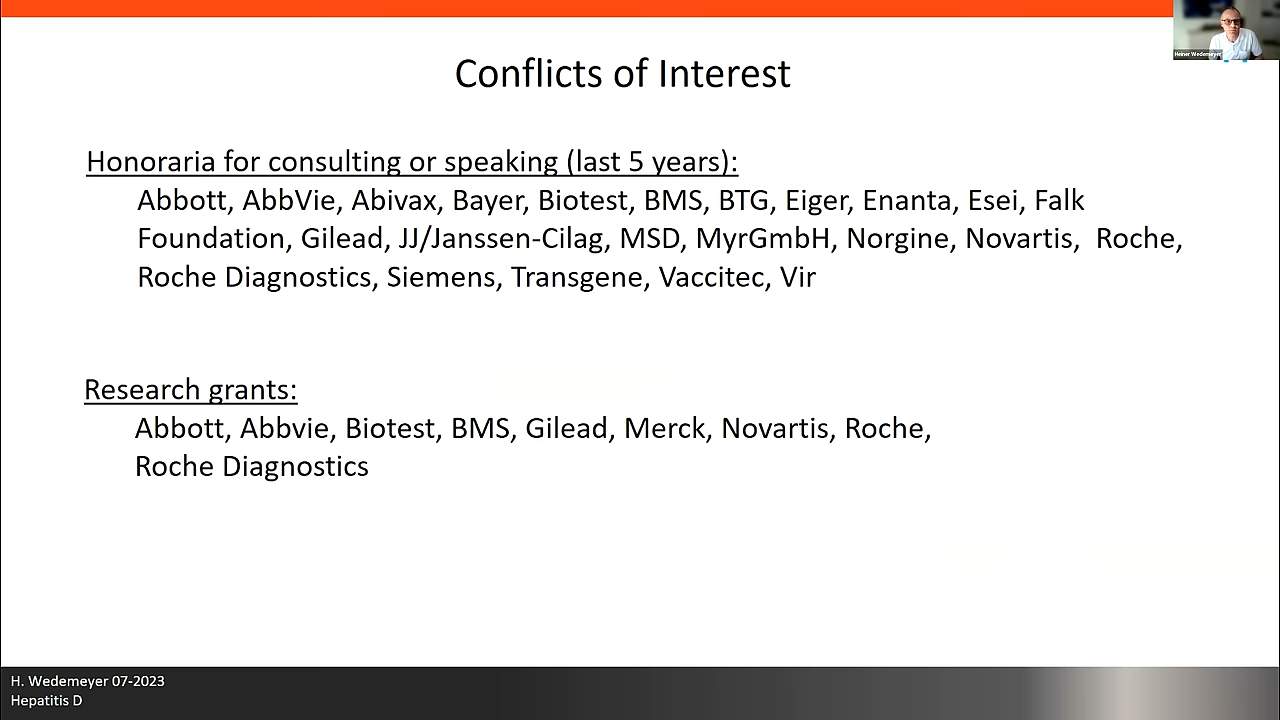 Heiner Wedemeyer
Conflicts of Interest
Honoraria for consulting or speaking (last 5 years):
Abbott, AbbVie, Abivax, Bayer, Biotest, BMS, BTG, Eiger, Enanta, Esei, Falk
Foundation, Gilead, JJ/Janssen-Cilag, MSD, MyrGmbH, Norgine, Novartis, Roche,
Roche Diagnostics, Siemens, Transgene, Vaccitec, Vir
Research grants:
Abbott, Abbvie, Biotest, BMS, Gilead, Merck, Novartis, Roche,
Roche Diagnostics
H. Wedemeyer 07-2023
Hepatitis D